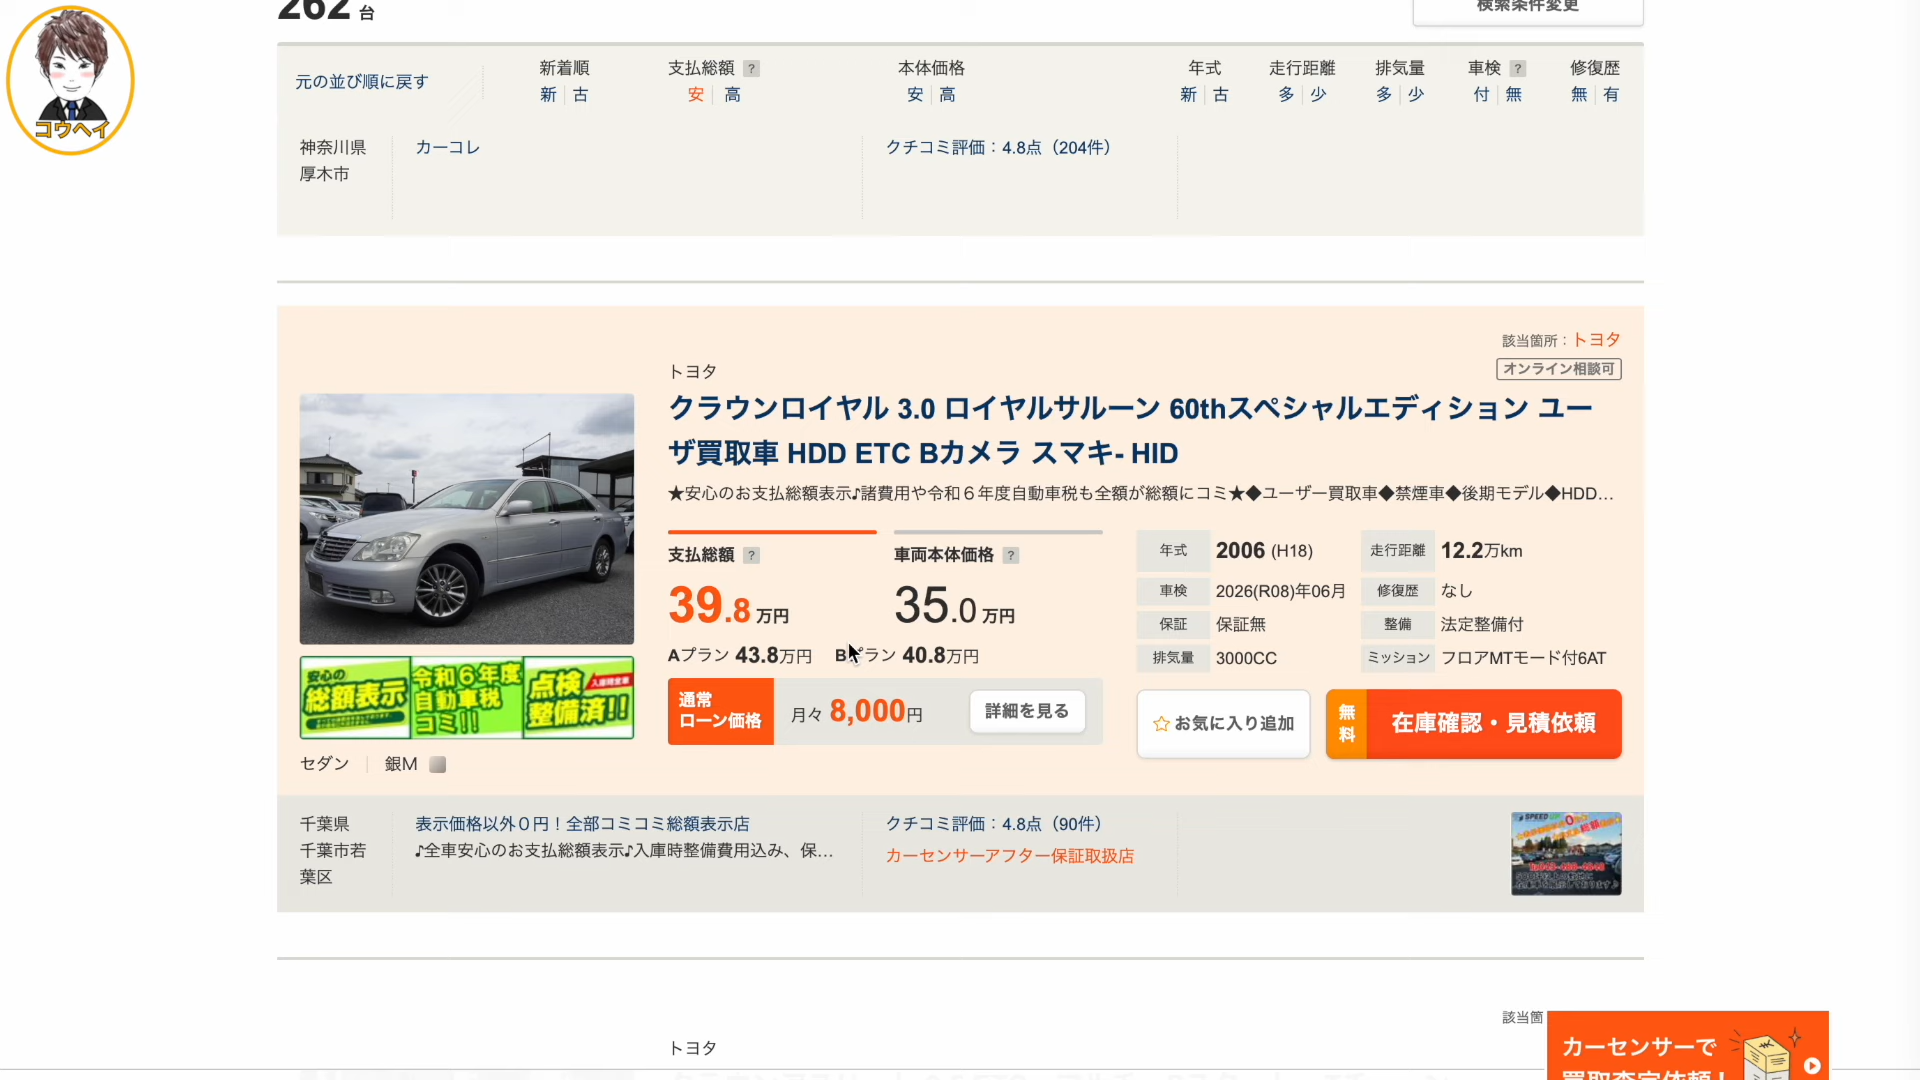 コウヘイ
262 台
検索条件変更
元の並び順に戻す
新着順
新 古
支払総額 ?
安 高
本体価格
安 高
年式
新 古
走行距離
多 少
排気量
多 少
車検 ?
付 無
修復歴
無 有
神奈川県
厚木市
カーコレ
クチコミ評価：4.8点（204件）
該当箇所：トヨタ
オンライン相談可
トヨタ
クラウンロイヤル 3.0 ロイヤルサルーン 60thスペシャルエディション ユー
ザ買取車 HDD ETC Bカメラ スマキ- HID
★安心のお支払総額表示♪諸費用や令和６年度自動車税も全額が総額にコミ★◆ユーザー買取車◆禁煙車◆後期モデル◆HDD…
支払総額 ?
39.8 万円
車両本体価格 ?
35.0 万円
Aプラン 43.8万円
Bプラン 40.8万円
通常
ローン価格
月々 8,000円
詳細を見る
年式 2006 (H18)
走行距離 12.2万km
車検 2026(R08)年06月
修復歴 なし
保証 保証無
整備 法定整備付
排気量 3000CC
ミッション フロアMTモード付6AT
お気に入り追加
無料
在庫確認・見積依頼
安心の
総額表示
令和６年度
自動車税
コミ!!
点検
整備済!!
セダン
銀M
千葉県
千葉市若
葉区
表示価格以外０円！全部コミコミ総額表示店
♪全車安心のお支払総額表示♪入庫時整備費用込み、保…
クチコミ評価：4.8点（90件）
カーセンサーアフター保証取扱店
SPEED UP
該当箇
トヨタ
カーセンサーで
買取査定依頼！